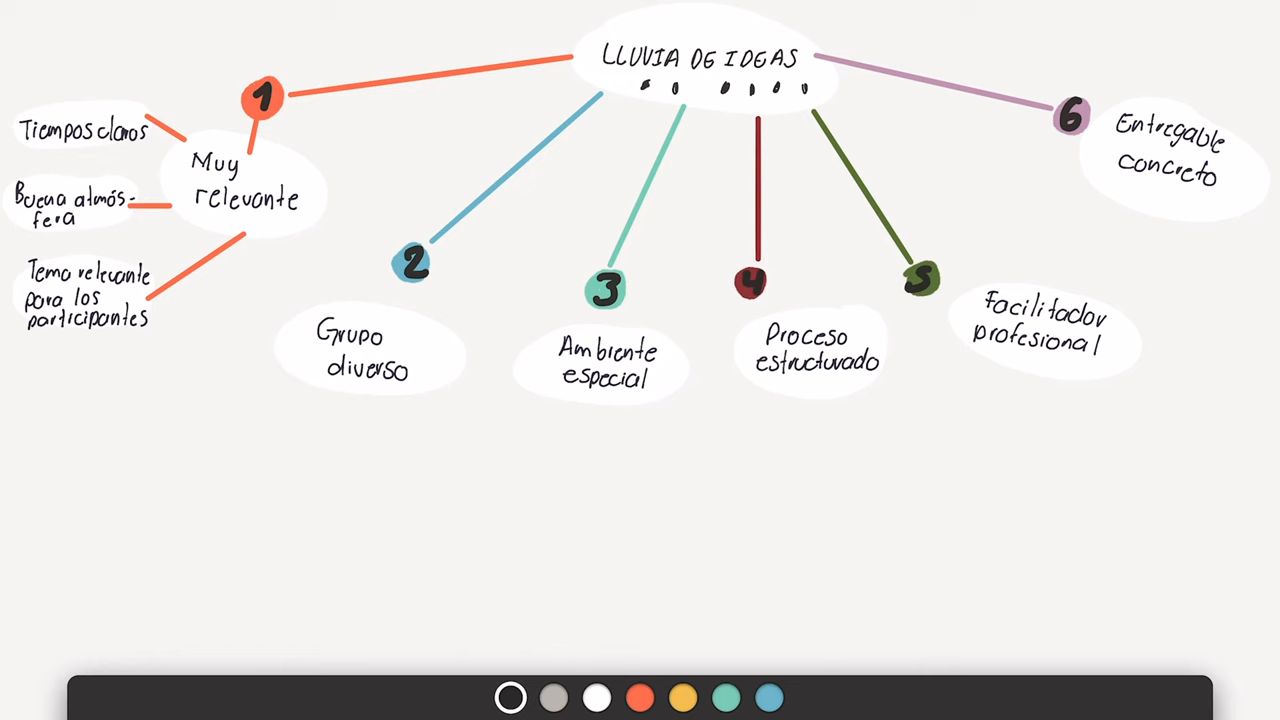 LLUVIA DE IDEAS
1
Muy
relevante
Tiempos claros
Buena atmós-
fera
Tema relevante
para los
participantes
2
Grupo
diverso
3
Ambiente
especial
4
Proceso
estructurado
5
Facilitador
profesional
6
Entregable
concreto